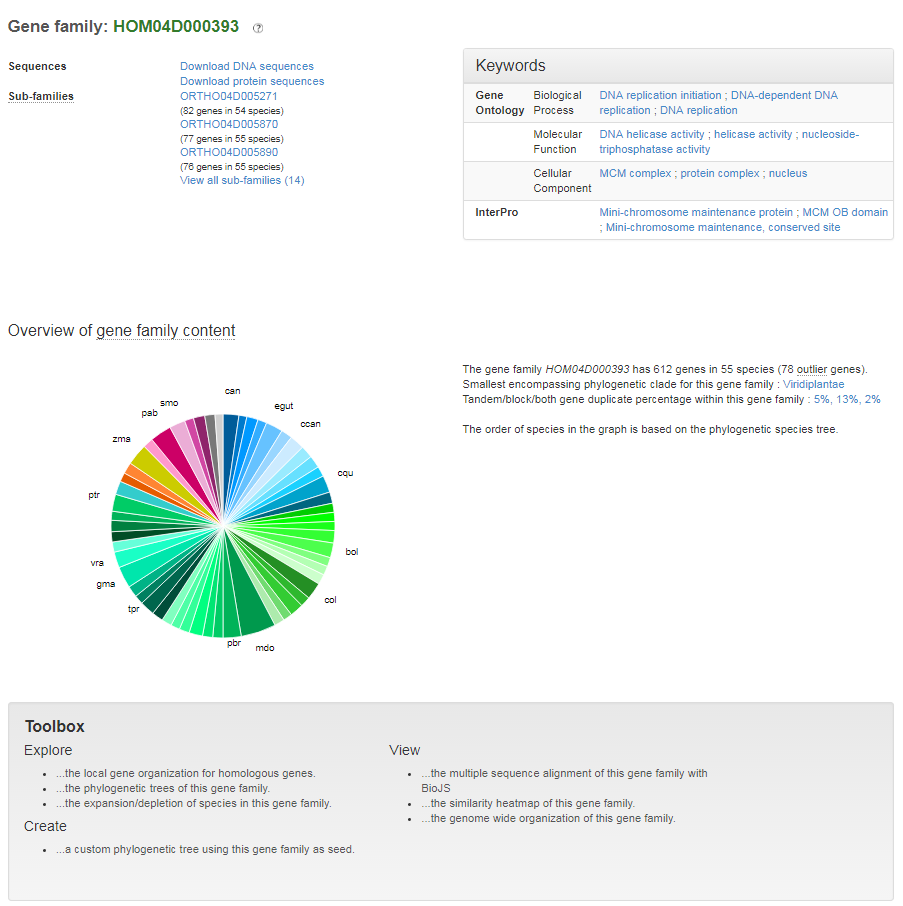 Gene family: HOM04D000393 ?
Sequences
Download DNA sequences
Download protein sequences
Sub-families
ORTHO04D005271
(82 genes in 54 species)
ORTHO04D005870
(77 genes in 55 species)
ORTHO04D005890
(76 genes in 55 species)
View all sub-families (14)
Keywords
Gene Ontology
Biological Process
DNA replication initiation ; DNA-dependent DNA
replication ; DNA replication
Molecular Function
DNA helicase activity ; helicase activity ; nucleoside-
triphosphatase activity
Cellular Component
MCM complex ; protein complex ; nucleus
InterPro
Mini-chromosome maintenance protein ; MCM OB domain
; Mini-chromosome maintenance, conserved site
Overview of gene family content
can
egut
ccan
cqu
bol
col
mdo
pbr
tpr
gma
vra
ptr
zma
pab
smo
The gene family HOM04D000393 has 612 genes in 55 species (78 outlier genes).
Smallest encompassing phylogenetic clade for this gene family : Viridiplantae
Tandem/block/both gene duplicate percentage within this gene family : 5%, 13%, 2%
The order of species in the graph is based on the phylogenetic species tree.
Toolbox
Explore
...the local gene organization for homologous genes.
...the phylogenetic trees of this gene family.
...the expansion/depletion of species in this gene family.
Create
...a custom phylogenetic tree using this gene family as seed.
View
...the multiple sequence alignment of this gene family with
BioJS
...the similarity heatmap of this gene family.
...the genome wide organization of this gene family.